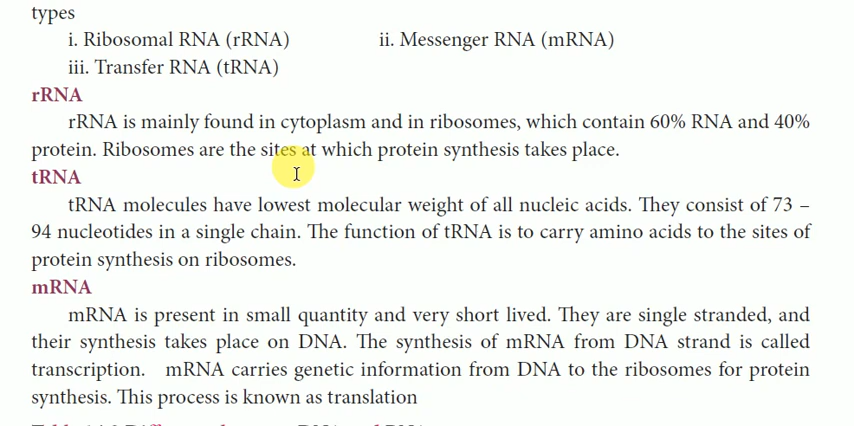 types
i. Ribosomal RNA (rRNA) ii. Messenger RNA (mRNA)
iii. Transfer RNA (tRNA)
rRNA
rRNA is mainly found in cytoplasm and in ribosomes, which contain 60% RNA and 40%
protein. Ribosomes are the sites at which protein synthesis takes place.
tRNA
tRNA molecules have lowest molecular weight of all nucleic acids. They consist of 73 –
94 nucleotides in a single chain. The function of tRNA is to carry amino acids to the sites of
protein synthesis on ribosomes.
mRNA
mRNA is present in small quantity and very short lived. They are single stranded, and
their synthesis takes place on DNA. The synthesis of mRNA from DNA strand is called
transcription. mRNA carries genetic information from DNA to the ribosomes for protein
synthesis. This process is known as translation